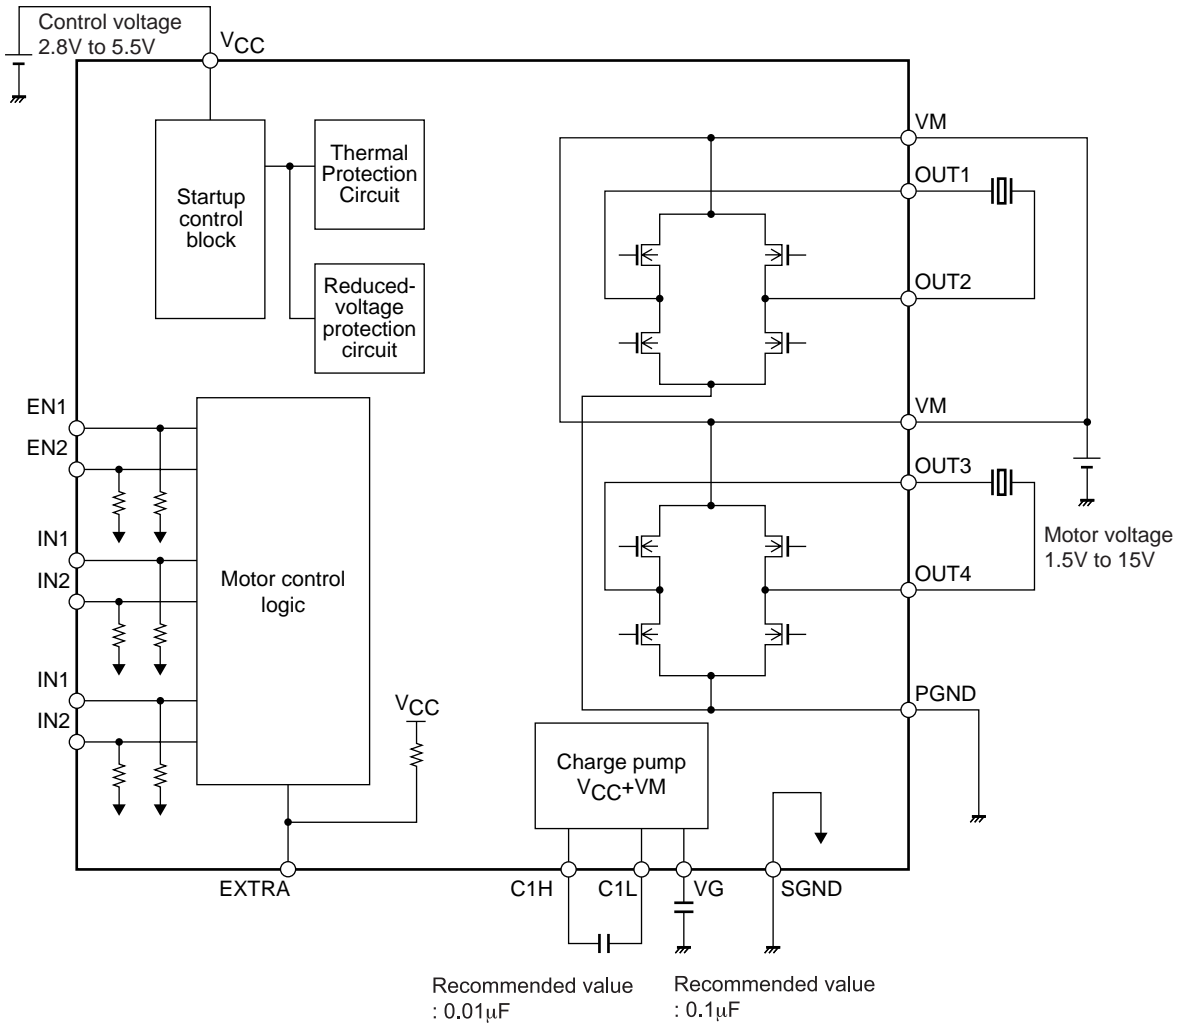 Control voltage
2.8V to 5.5V
VCC
VM
OUT1
Thermal
Protection
Circuit
Startup
control
block
Reduced-
voltage
protection
circuit
OUT2
EN1
EN2
VM
OUT3
Motor voltage
1.5V to 15V
IN1
IN2
Motor control
logic
OUT4
IN1
IN2
VCC
PGND
Charge pump
VCC+VM
EXTRA
C1H
C1L
VG
SGND
Recommended value
: 0.01μF
Recommended value
: 0.1μF